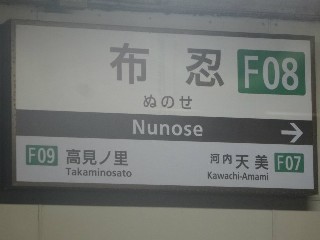 布忍 F08
ぬのせ
Nunose →
F09 高見ノ里 河内天美 F07
Takaminosato Kawachi-Amami